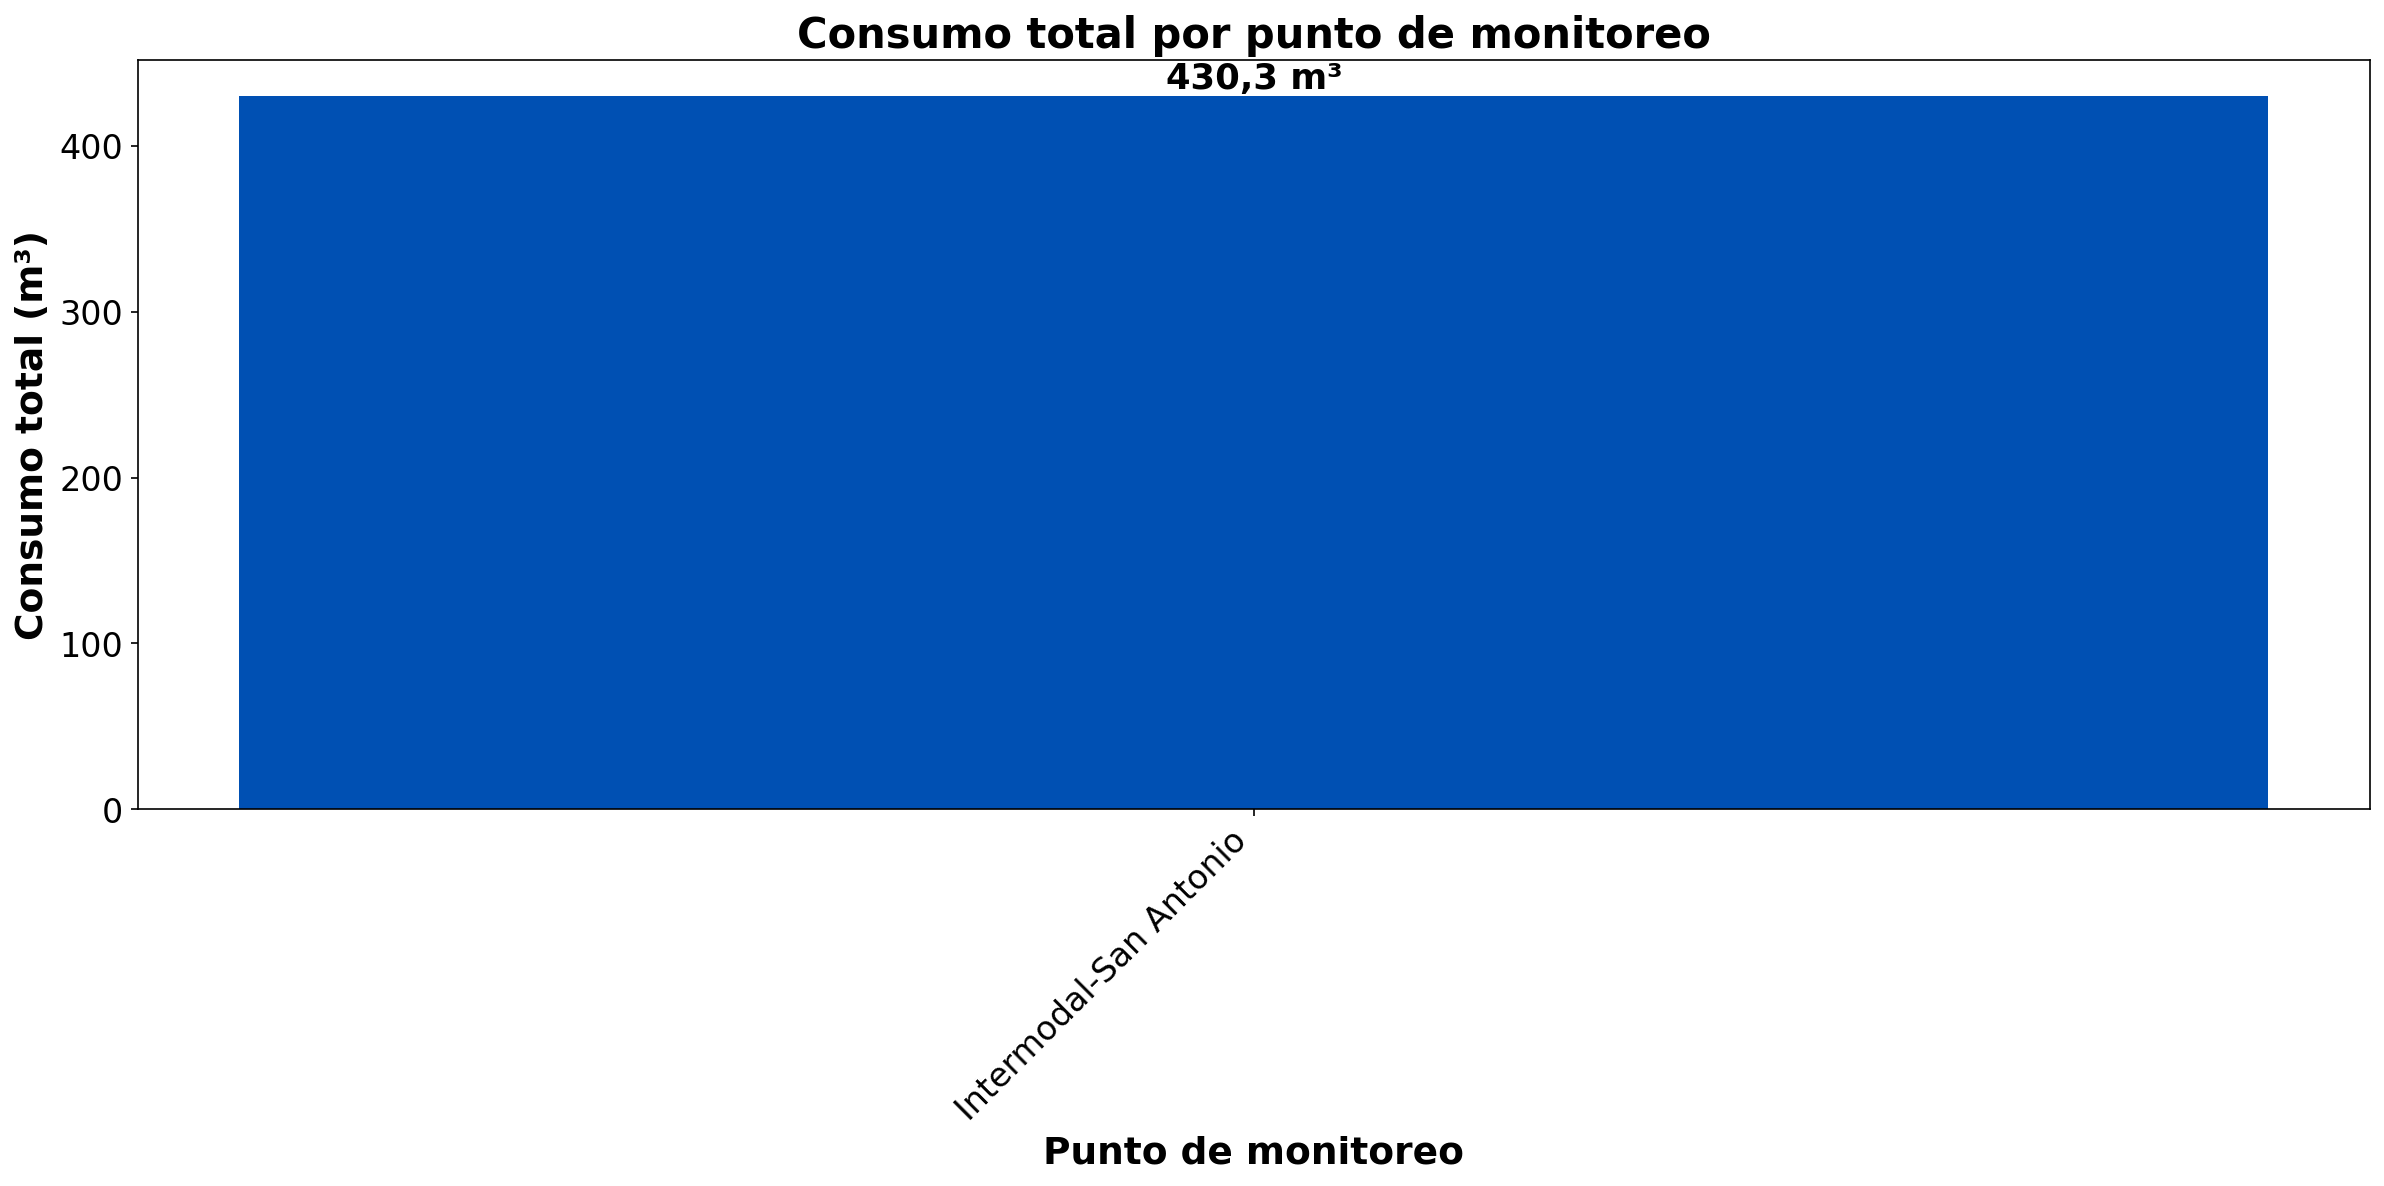 Consumo total por punto de monitoreo
430,3 m³
Consumo total (m³)
400
300
200
100
0
Intermodal-San Antonio
Punto de monitoreo